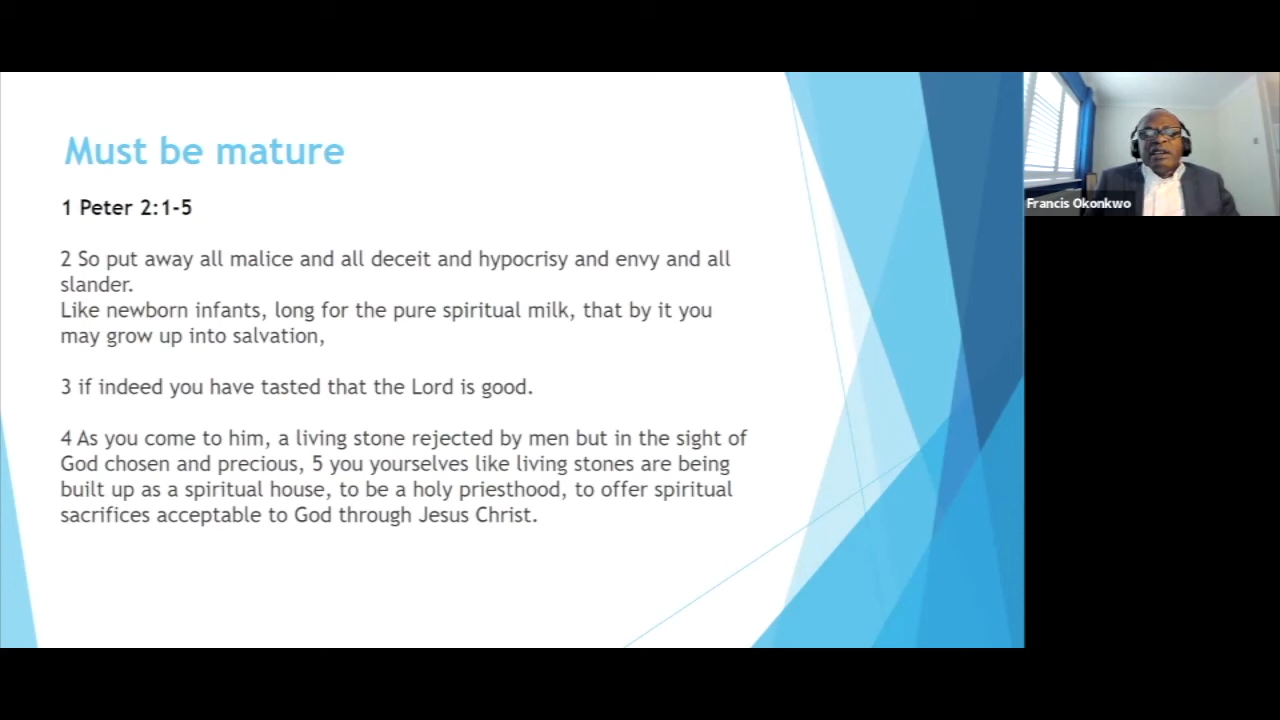 Must be mature
1 Peter 2:1-5
2 So put away all malice and all deceit and hypocrisy and envy and all
slander.
Like newborn infants, long for the pure spiritual milk, that by it you
may grow up into salvation,
3 if indeed you have tasted that the Lord is good.
4 As you come to him, a living stone rejected by men but in the sight of
God chosen and precious, 5 you yourselves like living stones are being
built up as a spiritual house, to be a holy priesthood, to offer spiritual
sacrifices acceptable to God through Jesus Christ.
Francis Okonkwo